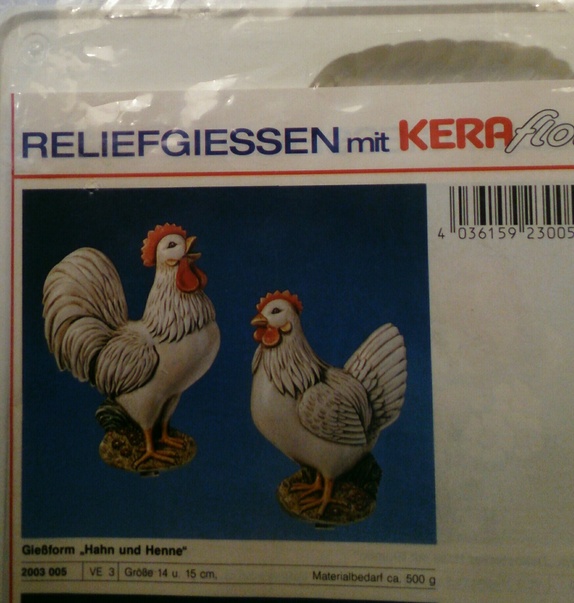 RELIEFGIESSEN mit KERAflo
4 036159 23005
Gießform „Hahn und Henne"
2003 005 VE 3 Größe 14 u. 15 cm, Materialbedarf ca. 500 g